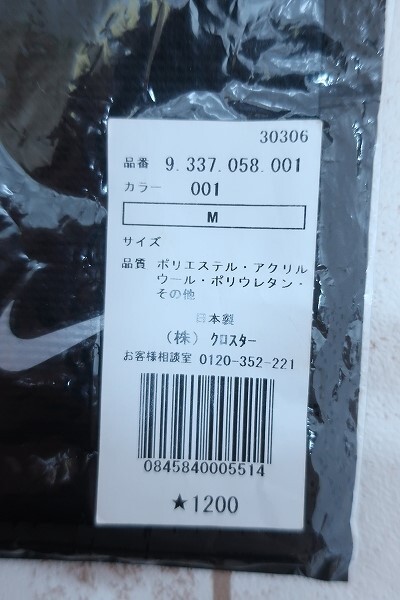 30306
品番 9.337.058.001
カラー 001
M
サイズ
品質 ポリエステル・アクリル
ウール・ポリウレタン・
その他
日本製
(株) クロスター
お客様相談室 0120-352-221
0845840005514
★1200